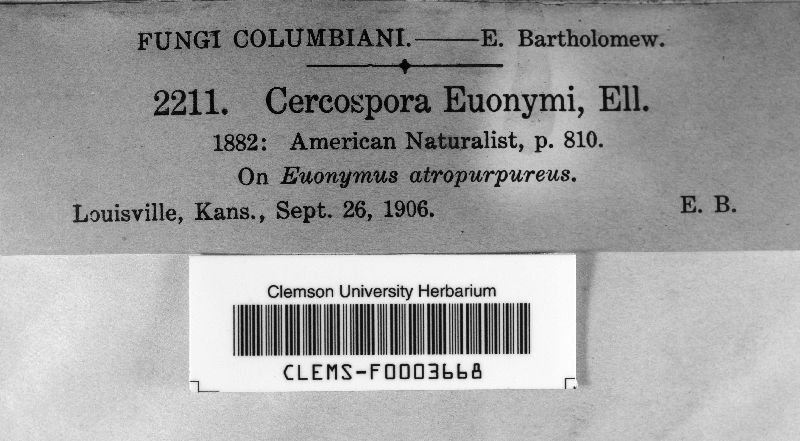 FUNGI COLUMBIANI.——E. Bartholomew.
2211. Cercospora Euonymi, Ell.
1882: American Naturalist, p. 810.
On Euonymus atropurpureus.
Louisville, Kans., Sept. 26, 1906. E. B.
Clemson University Herbarium
CLEMS-F0003668